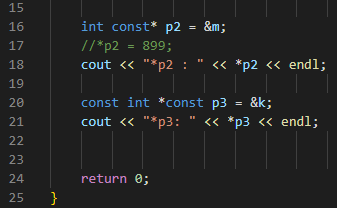 15
16 int const* p2 = &m;
17 //*p2 = 899;
18 cout << "*p2 : " << *p2 << endl;
19
20 const int *const p3 = &k;
21 cout << "*p3: " << *p3 << endl;
22
23
24 return 0;
25 }